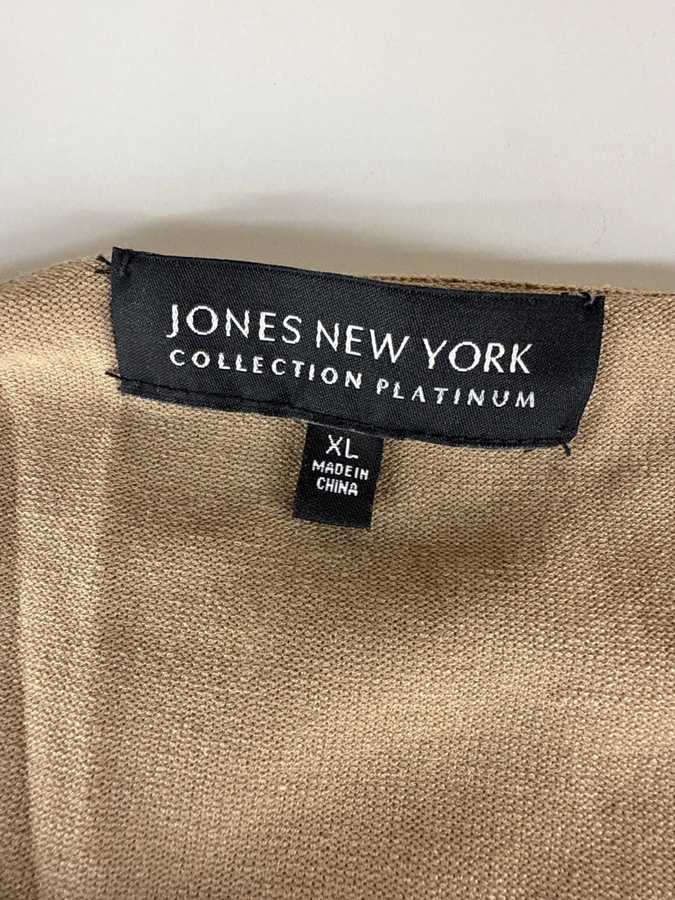 JONES NEW YORK
COLLECTION PLATINUM
XL
MADE IN
CHINA